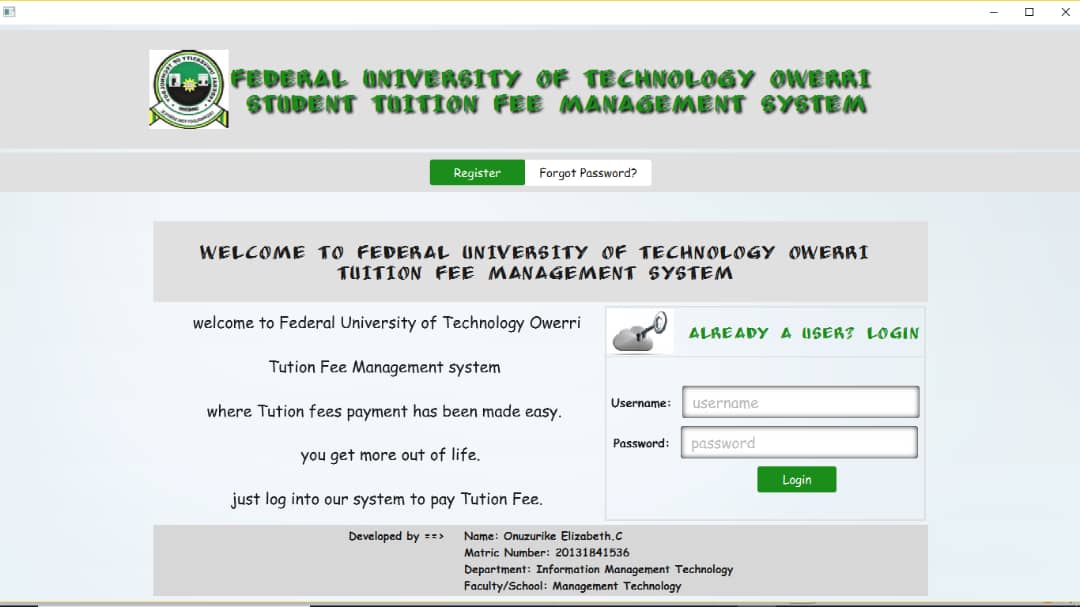 FEDERAL UNIVERSITY OF TECHNOLOGY OWERRI
STUDENT TUITION FEE MANAGEMENT SYSTEM
Register
Forgot Password?
WELCOME TO FEDERAL UNIVERSITY OF TECHNOLOGY OWERRI
TUITION FEE MANAGEMENT SYSTEM
welcome to Federal University of Technology Owerri
Tution Fee Management system
where Tution fees payment has been made easy.
you get more out of life.
just log into our system to pay Tution Fee.
ALREADY A USER? LOGIN
Username: username
Password: password
Login
Developed by ==> Name: Onuzurike Elizabeth.C
Matric Number: 20131841536
Department: Information Management Technology
Faculty/School: Management Technology